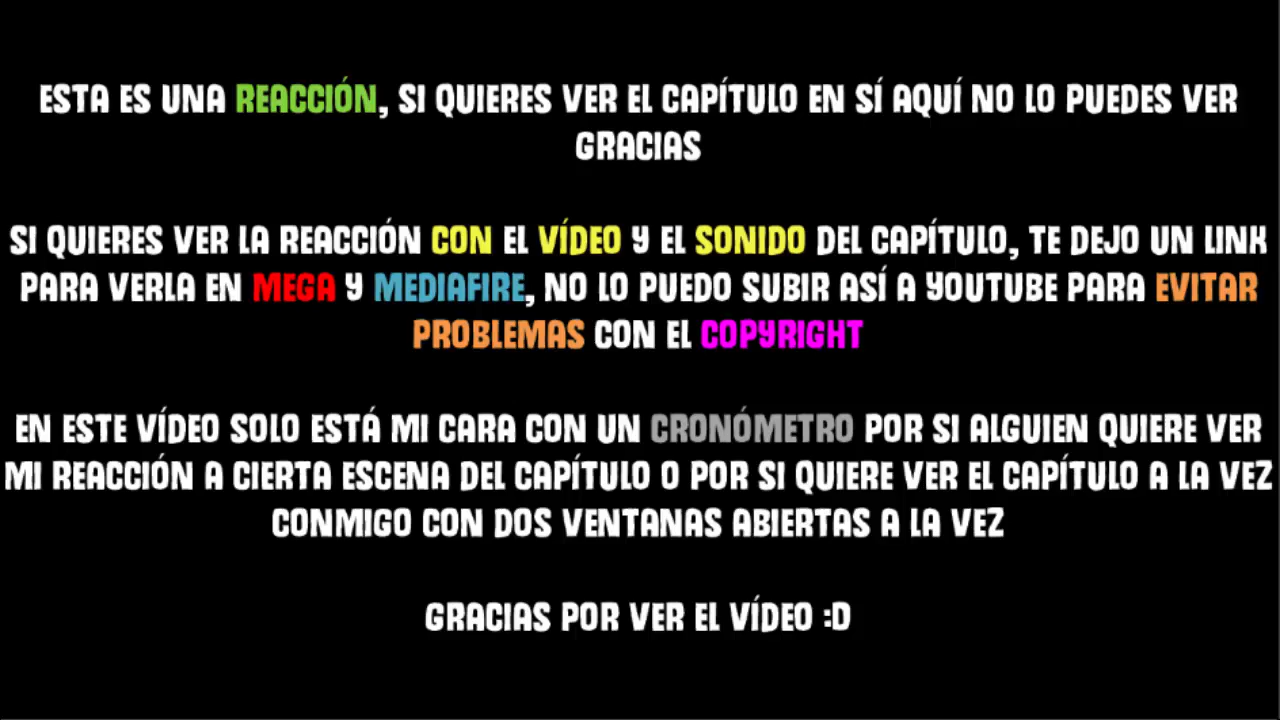 ESTA ES UNA REACCIÓN, SI QUIERES VER EL CAPÍTULO EN SÍ AQUÍ NO LO PUEDES VER
GRACIAS
SI QUIERES VER LA REACCIÓN CON EL VÍDEO Y EL SONIDO DEL CAPÍTULO, TE DEJO UN LINK
PARA VERLA EN MEGA Y MEDIAFIRE, NO LO PUEDO SUBIR ASÍ A YOUTUBE PARA EVITAR
PROBLEMAS CON EL COPYRIGHT
EN ESTE VÍDEO SOLO ESTÁ MI CARA CON UN CRONÓMETRO POR SI ALGUIEN QUIERE VER
MI REACCIÓN A CIERTA ESCENA DEL CAPÍTULO O POR SI QUIERE VER EL CAPÍTULO A LA VEZ
CONMIGO CON DOS VENTANAS ABIERTAS A LA VEZ
GRACIAS POR VER EL VÍDEO :D